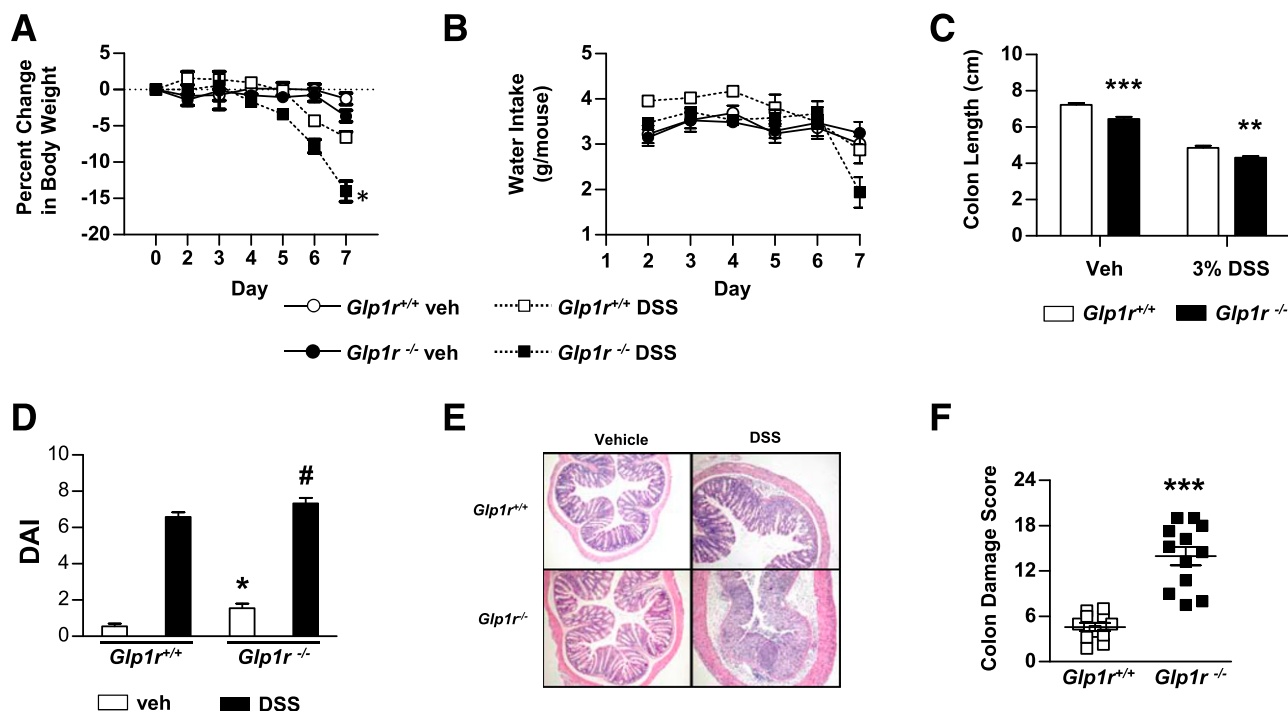 A
Percent Change
in Body Weight
5
0
-5
-10
-15
-20
*
0 2 3 4 5 6 7
Day
B
Water Intake
(g/mouse)
5
4
3
2
1
1 2 3 4 5 6 7
Day
Glp1r+/+ veh
Glp1r+/+ DSS
Glp1r -/- veh
Glp1r -/- DSS
C
Colon Length (cm)
10
8
6
4
2
0
***
**
Veh 3% DSS
Glp1r+/+ Glp1r -/-
D
DAI
10
8
6
4
2
0
*
#
Glp1r+/+ Glp1r -/-
veh DSS
E
Vehicle DSS
Glp1r+/+
Glp1r-/-
F
Colon Damage Score
24
18
12
6
0
***
Glp1r+/+ Glp1r -/-